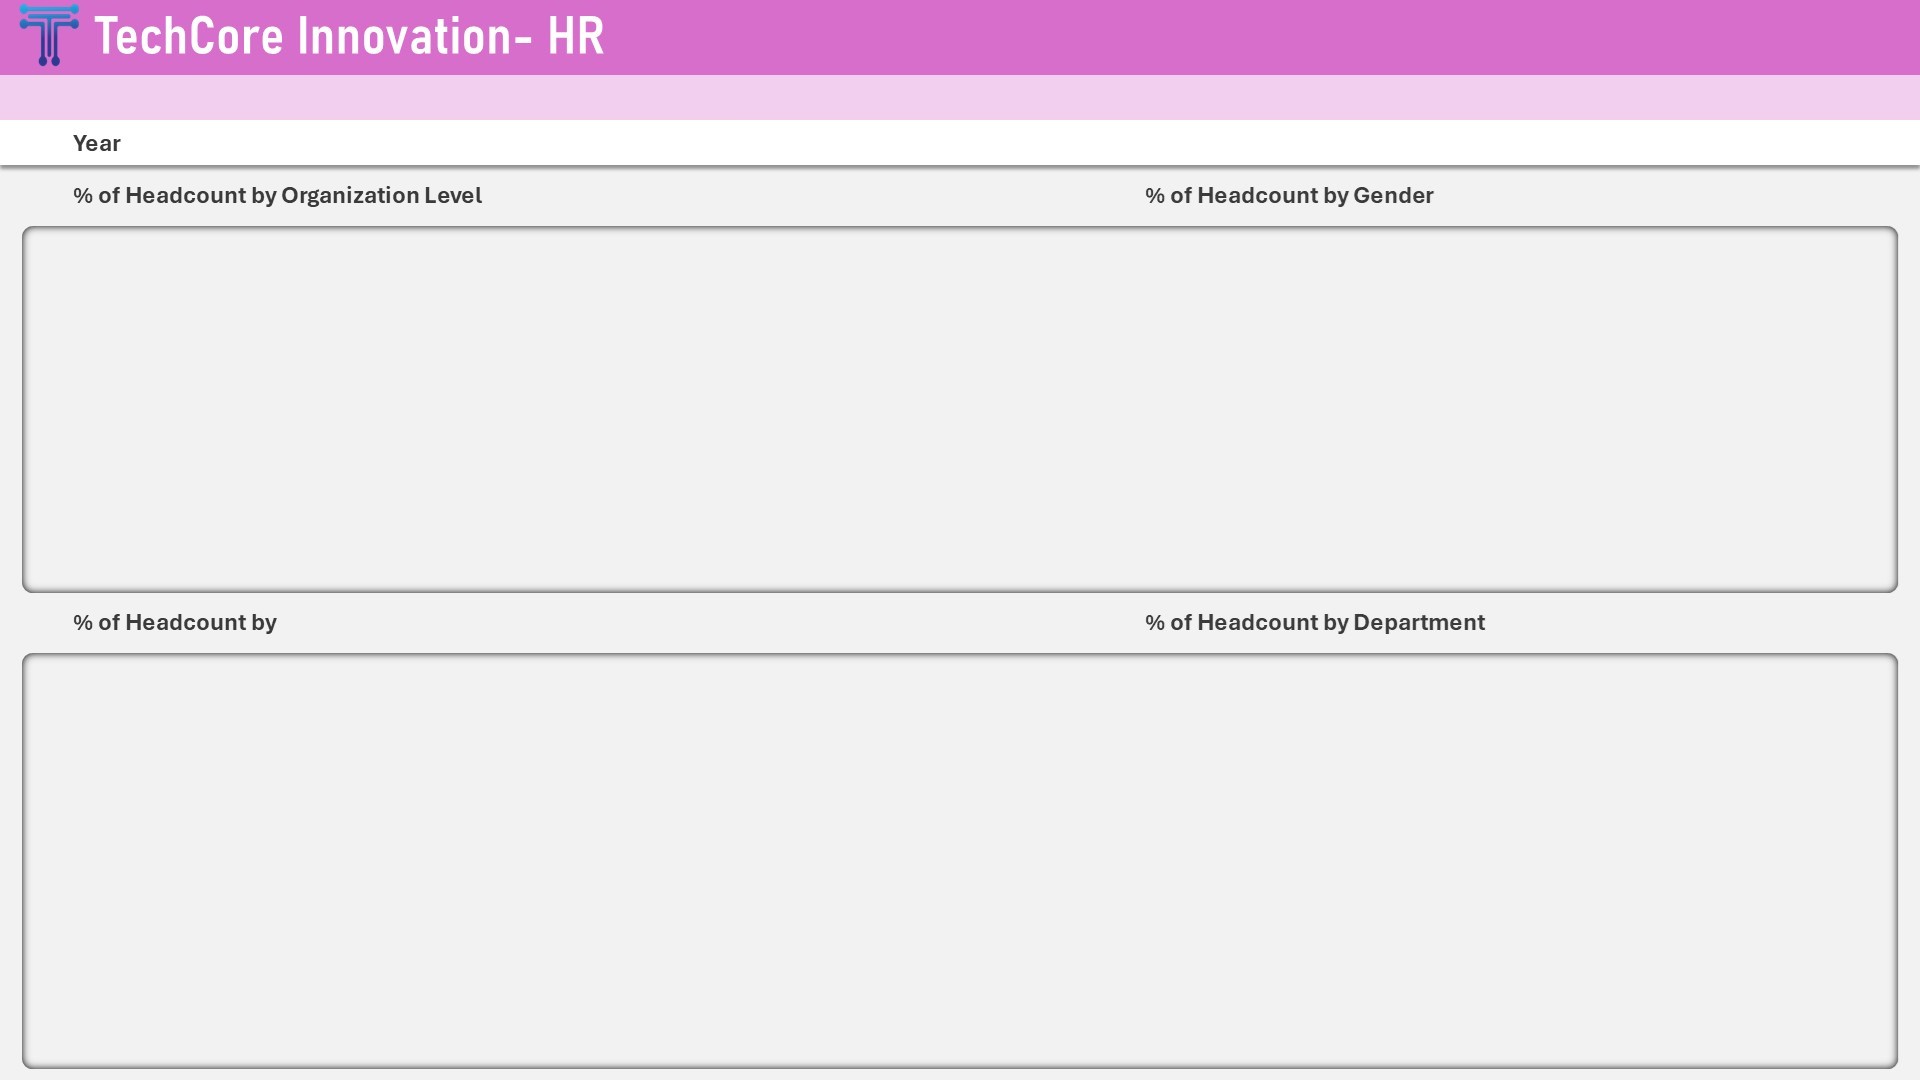 TechCore Innovation- HR
Year
% of Headcount by Organization Level
% of Headcount by Gender
% of Headcount by
% of Headcount by Department